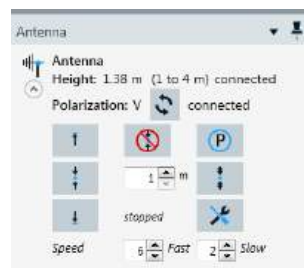 Antenna
Antenna
Height: 1.38 m (1 to 4 m) connected
Polarization: V connected
P
1 m
stopped
Speed 6 Fast 2 Slow